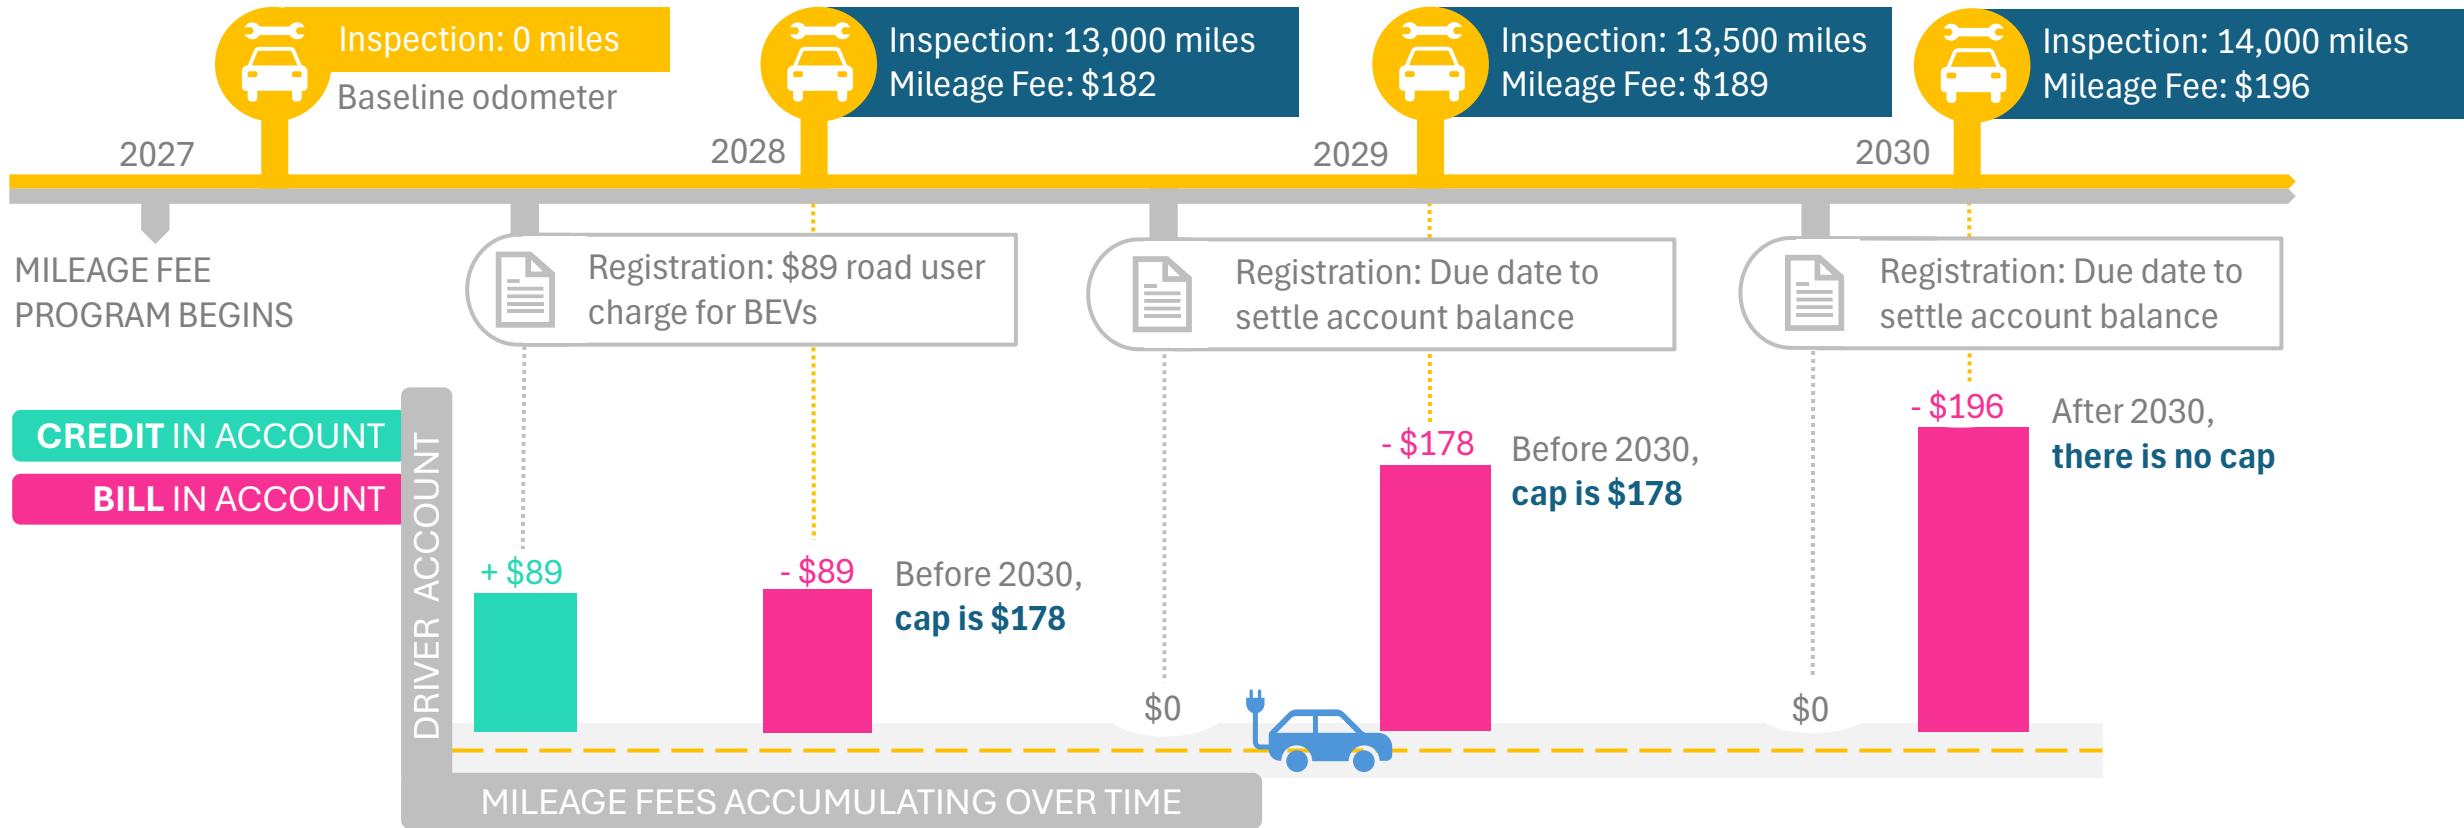 Inspection: 0 miles
Baseline odometer
Inspection: 13,000 miles
Mileage Fee: $182
Inspection: 13,500 miles
Mileage Fee: $189
Inspection: 14,000 miles
Mileage Fee: $196
2027
2028
2029
2030
MILEAGE FEE
PROGRAM BEGINS
Registration: $89 road user
charge for BEVs
Registration: Due date to
settle account balance
Registration: Due date to
settle account balance
CREDIT IN ACCOUNT
BILL IN ACCOUNT
DRIVER ACCOUNT
+ $89
- $89
Before 2030,
cap is $178
$0
- $178
Before 2030,
cap is $178
$0
- $196
After 2030,
there is no cap
MILEAGE FEES ACCUMULATING OVER TIME